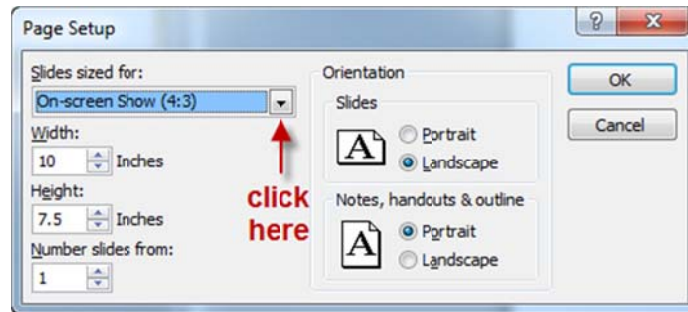 Page Setup
Slides sized for:
On-screen Show (4:3)
Width:
10 Inches
Height:
7.5 Inches
Number slides from:
1
click
here
Orientation
Slides
A
Portrait
Landscape
Notes, handouts & outline
A
Portrait
Landscape
?
X
OK
Cancel